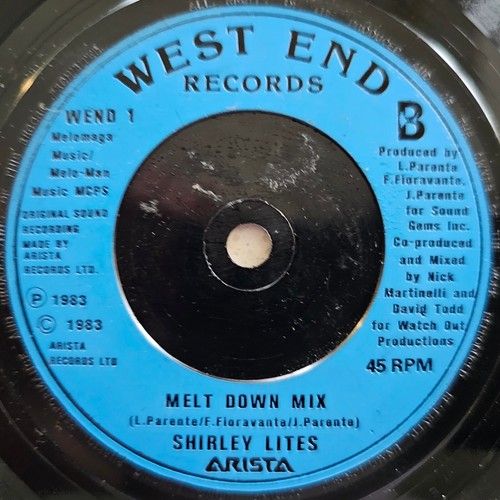 WEST END
RECORDS
WEND 1
Melomega
Music/
Melo-Man
Music MCPS
ORIGINAL SOUND
RECORDING
MADE BY
ARISTA
RECORDS LTD.
Ⓟ 1983
© 1983
ARISTA
RECORDS LTD
B
Produced by
L.Parente
F.Fioravante,
J.Parente
for Sound
Gems Inc.
Co-produced
and Mixed
by Nick
Martinelli and
David Todd
for Watch Out
Productions
45 RPM
MELT DOWN MIX
(L.Parente/F.Fioravante/J.Parente)
SHIRLEY LITES
ARISTA